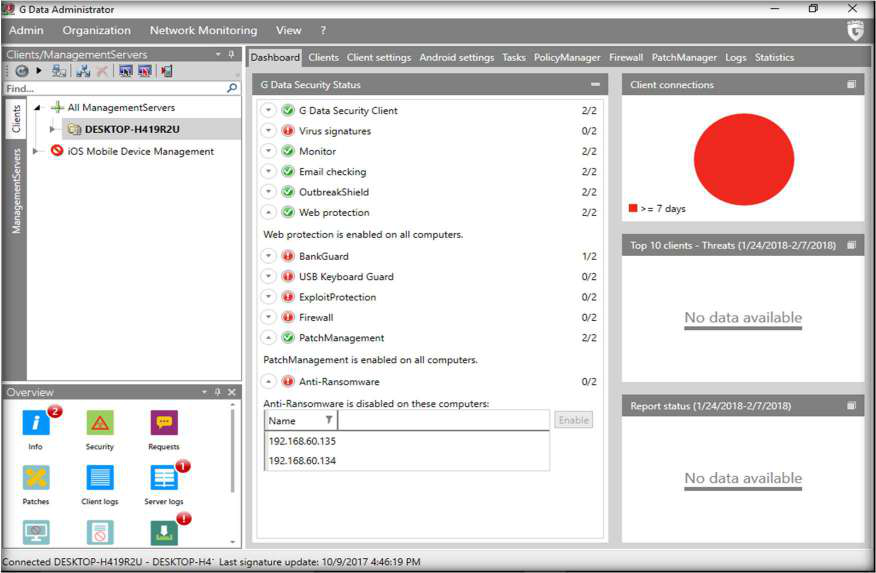 G Data Administrator
Admin Organization Network Monitoring View ?
Clients/ManagementServers
Find...
Clients
ManagementServers
All ManagementServers
DESKTOP-H419R2U
iOS Mobile Device Management
Overview
2
Info
Security
Requests
Patches
Client logs
1
Server logs
Dashboard Clients Client settings Android settings Tasks PolicyManager Firewall PatchManager Logs Statistics
G Data Security Status
G Data Security Client 2/2
Virus signatures 0/2
Monitor 2/2
Email checking 2/2
OutbreakShield 2/2
Web protection 2/2
Web protection is enabled on all computers.
BankGuard 1/2
USB Keyboard Guard 0/2
ExploitProtection 0/2
Firewall 0/2
PatchManagement 2/2
PatchManagement is enabled on all computers.
Anti-Ransomware 0/2
Anti-Ransomware is disabled on these computers:
Name
Enable
192.168.60.135
192.168.60.134
Client connections
>= 7 days
Top 10 clients - Threats (1/24/2018-2/7/2018)
No data available
Report status (1/24/2018-2/7/2018)
No data available
Connected DESKTOP-H419R2U - DESKTOP-H4 Last signature update: 10/9/2017 4:46:19 PM